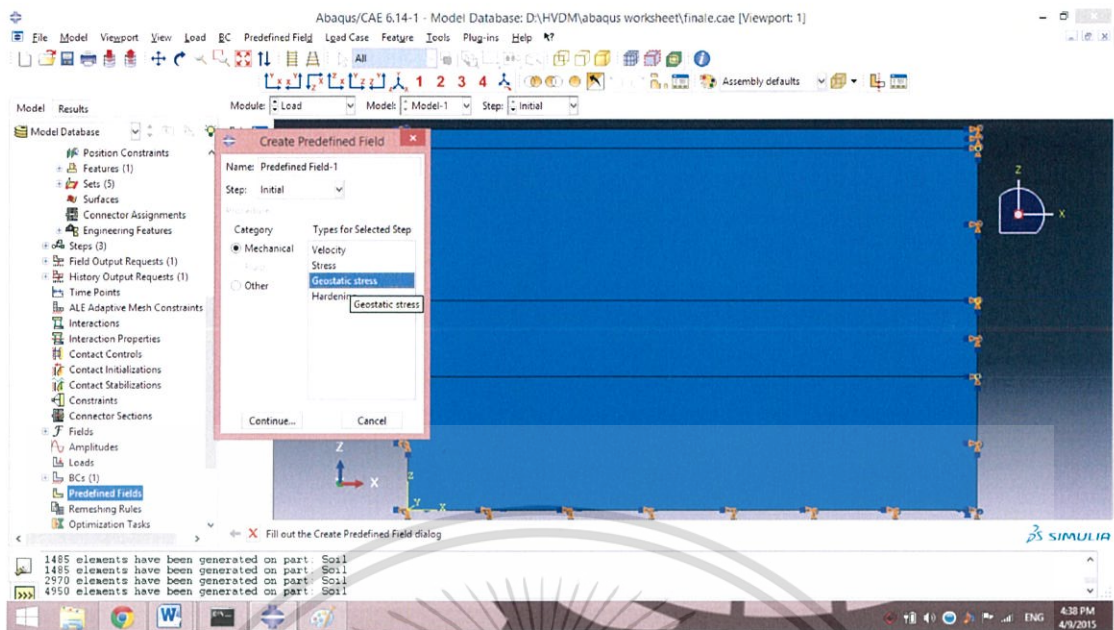 Abaqus/CAE 6.14-1 - Model Database: D:\HVDM\abaqus worksheet\finale.cae [Viewport: 1]
File Model Viewport View Load BC Predefined Field Load Case Feature Tools Plug-ins Help
All
1 2 3 4 Assembly defaults
Model Results
Module: Load Model: Model-1 Step: Initial
Model Database
Position Constraints
Features (1)
Sets (5)
Surfaces
Connector Assignments
Engineering Features
Steps (3)
Field Output Requests (1)
History Output Requests (1)
Time Points
ALE Adaptive Mesh Constraints
Interactions
Interaction Properties
Contact Controls
Contact Initializations
Contact Stabilizations
Constraints
Connector Sections
Fields
Amplitudes
Loads
BCs (1)
Predefined Fields
Remeshing Rules
Optimization Tasks
Create Predefined Field
Name: Predefined Field-1
Step: Initial
Category
Mechanical
Other
Types for Selected Step
Velocity
Stress
Geostatic stress
Hardening
Geostatic stress
Continue... Cancel
Z
X
Z
X
Z
Y
X
Fill out the Create Predefined Field dialog
SIMULIA
1485 elements have been generated on part: Soil
1485 elements have been generated on part: Soil
2970 elements have been generated on part: Soil
4950 elements have been generated on part: Soil
ENG
4:38 PM
4/9/2015